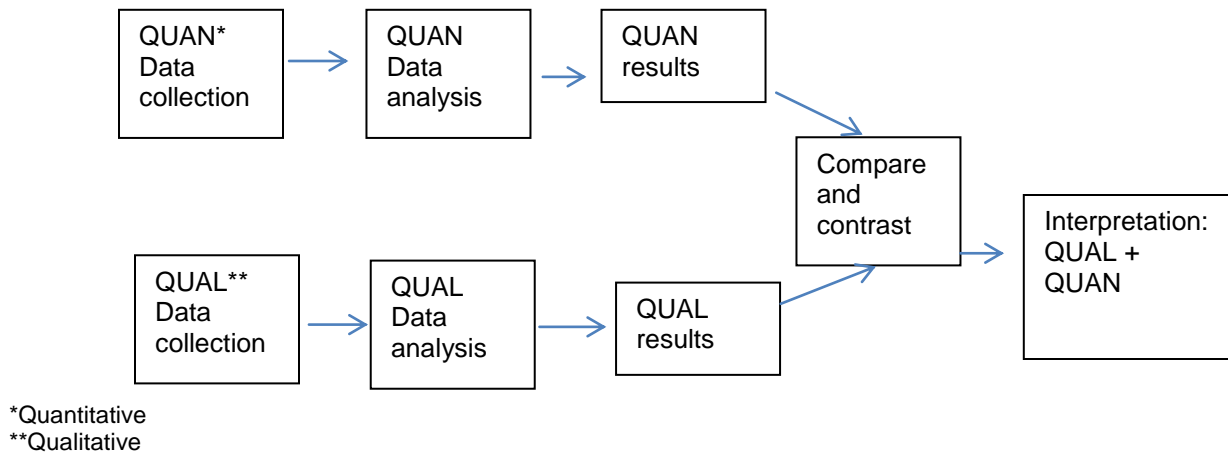 QUAN*
Data
collection
QUAN
Data
analysis
QUAN
results
Compare
and
contrast
Interpretation:
QUAL +
QUAN
QUAL**
Data
collection
QUAL
Data
analysis
QUAL
results
*Quantitative
**Qualitative